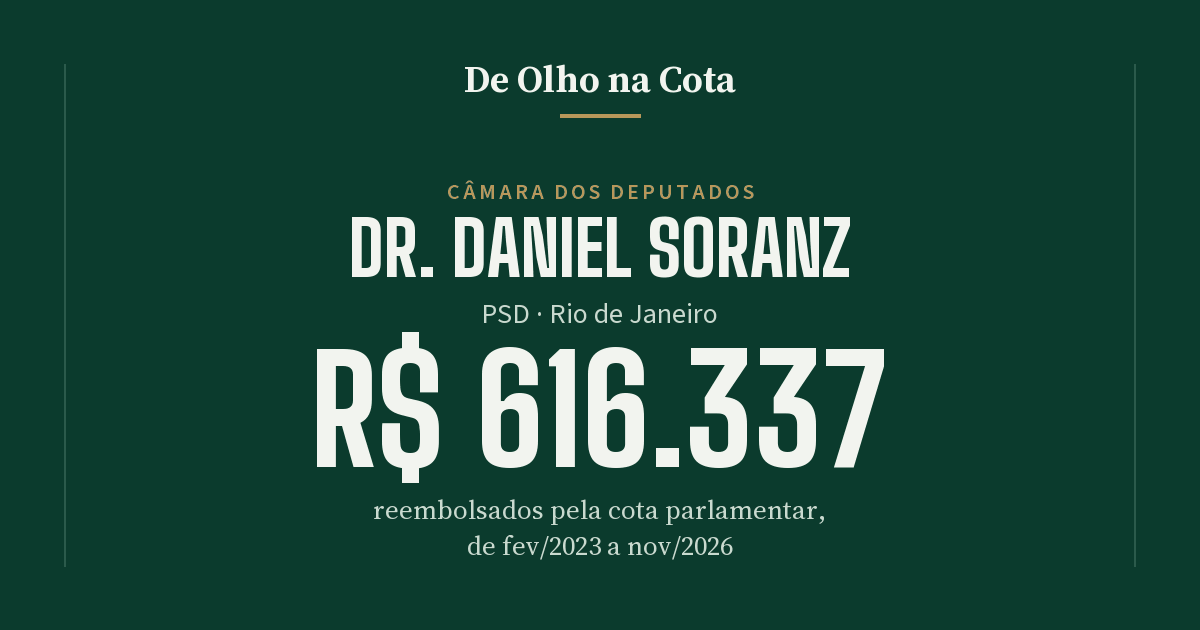 De Olho na Cota
CÂMARA DOS DEPUTADOS
DR. DANIEL SORANZ
PSD · Rio de Janeiro
R$ 616.337
reembolsados pela cota parlamentar,
de fev/2023 a nov/2026